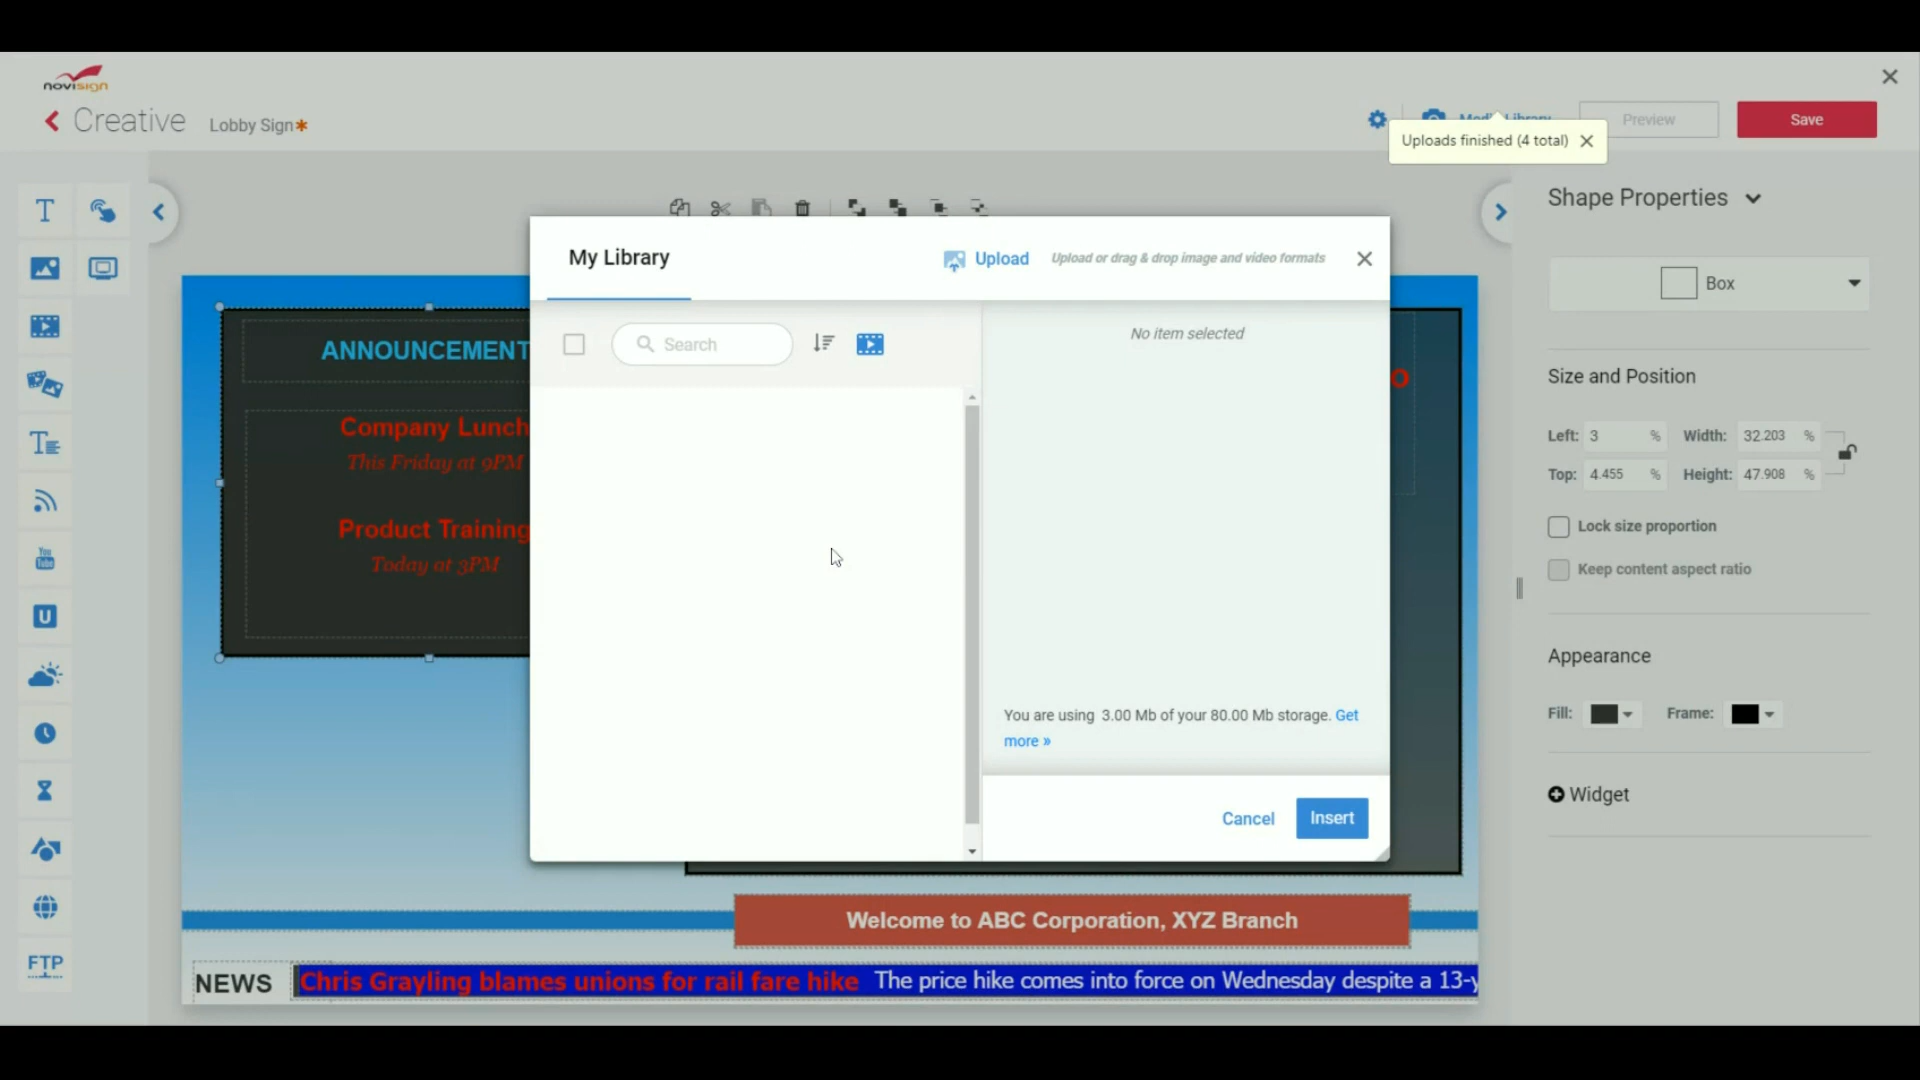 novisign
Creative
Lobby Sign*
Preview
Save
Uploads finished (4 total)
Shape Properties
My Library
Upload
Upload or drag & drop image and video formats
Box
Search
No item selected
ANNOUNCEMENT
Company Lunch
This Friday at 9PM
Product Training
Today at 3PM
Size and Position
Left: 3 % Width: 32.203 %
Top: 4.455 % Height: 47.908 %
Lock size proportion
Keep content aspect ratio
You Tube
U
Appearance
Fill: Frame:
You are using 3.00 Mb of your 80.00 Mb storage. Get
more »
Widget
Cancel
Insert
Welcome to ABC Corporation, XYZ Branch
FTP
NEWS
Chris Grayling blames unions for rail fare hike The price hike comes into force on Wednesday despite a 13-y